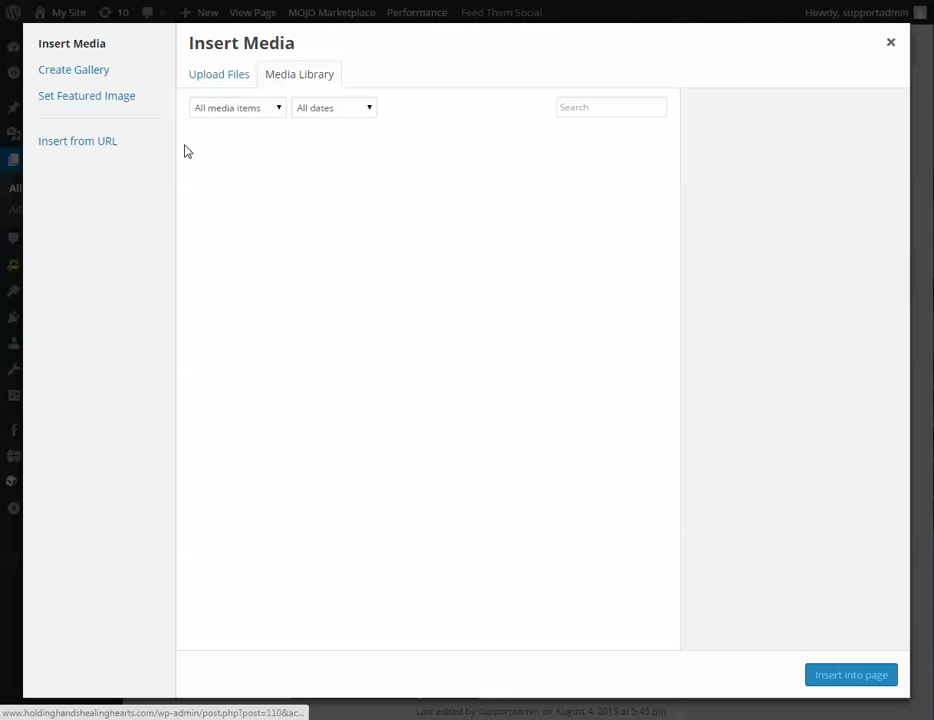 My Site 10 0 New View Page MOJO Marketplace Performance Feed Them Social Howdy, supportadmin
Insert Media
Create Gallery
Set Featured Image
Insert from URL
Insert Media
×
Upload Files Media Library
All media items All dates Search
All
Ad
Insert into page
www.holdinghandshealinghearts.com/wp-admin/post.php?post=110&ac...
Last edited by supportadmin on August 4, 2015 at 5:45 pm